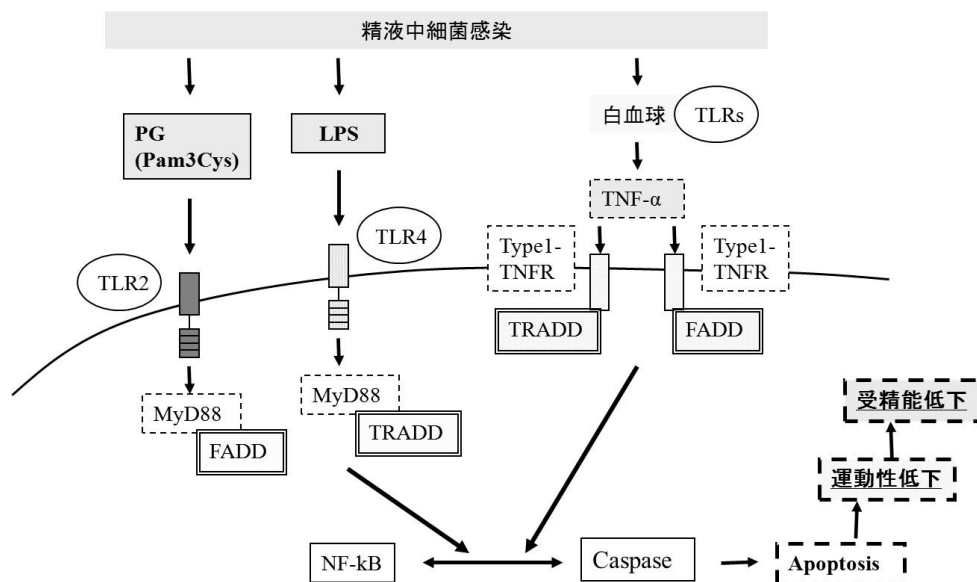 精液中細菌感染
PG
(Pam3Cys)
LPS
白血球
TLRs
TNF-α
TLR2
TLR4
Type1-
TNFR
Type1-
TNFR
TRADD
FADD
MyD88
FADD
MyD88
TRADD
受精能低下
運動性低下
NF-kB
Caspase
Apoptosis